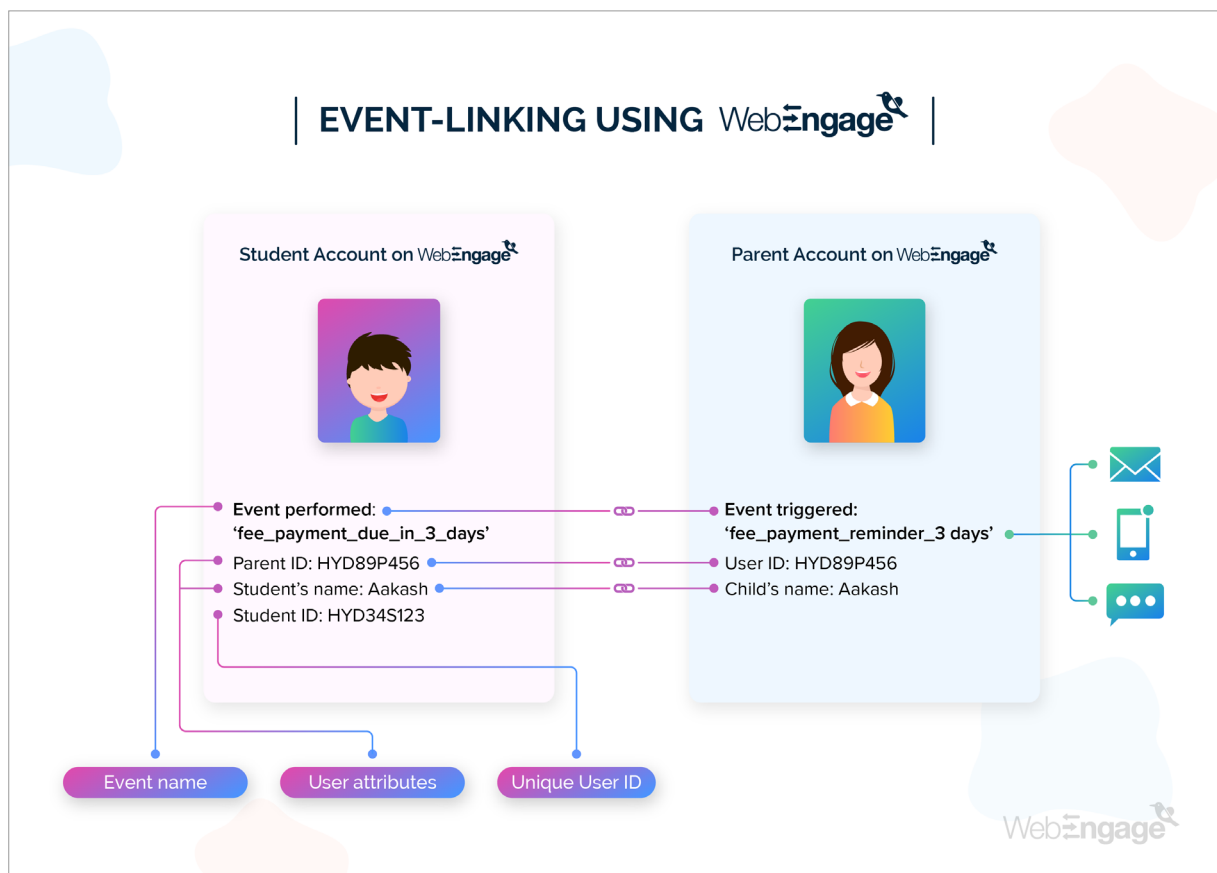 EVENT-LINKING USING WebEngage
Student Account on WebEngage
Parent Account on WebEngage
Event performed:
‘fee_payment_due_in_3_days’
Parent ID: HYD89P456
Student’s name: Aakash
Student ID: HYD34S123
Event triggered:
‘fee_payment_reminder_3 days’
User ID: HYD89P456
Child’s name: Aakash
Event name
User attributes
Unique User ID
WebEngage